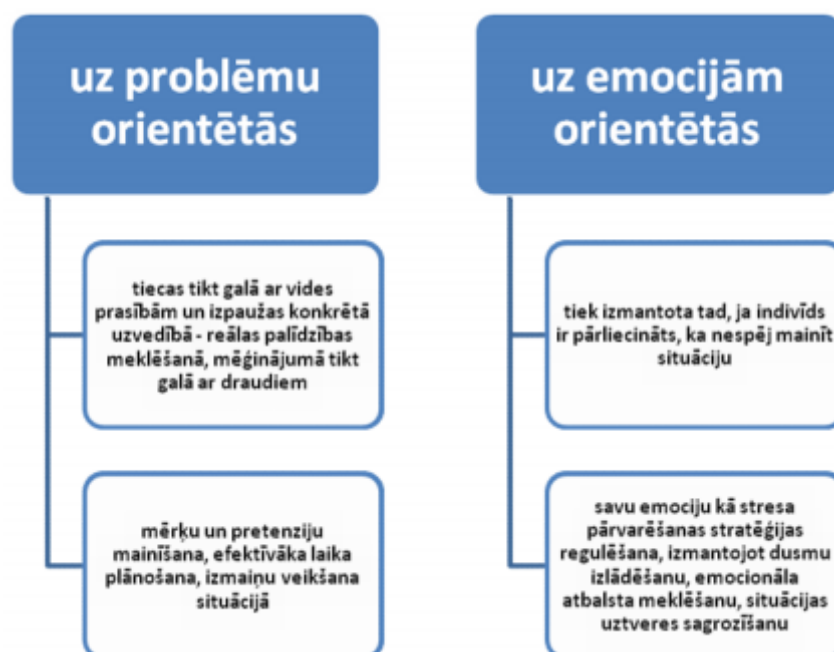 uz problēmu
orientētās
tiecas tikt galā ar vides
prasībām un izpaužas konkrētā
uzvedībā - reālas palīdzības
meklēšanā, mēģinājumā tikt
galā ar draudiem
mērķu un pretenziju
mainīšana, efektīvāka laika
plānošana, izmaiņu veikšana
situācijā
uz emocijām
orientētās
tiek izmantota tad, ja indivīds
ir pārliecināts, ka nespēj mainīt
situāciju
savu emociju kā stresa
pārvarēšanas stratēģijas
regulēšana, izmantojot dusmu
izlādēšanu, emocionāla
atbalsta meklēšanu, situācijas
uztveres sagrozīšanu